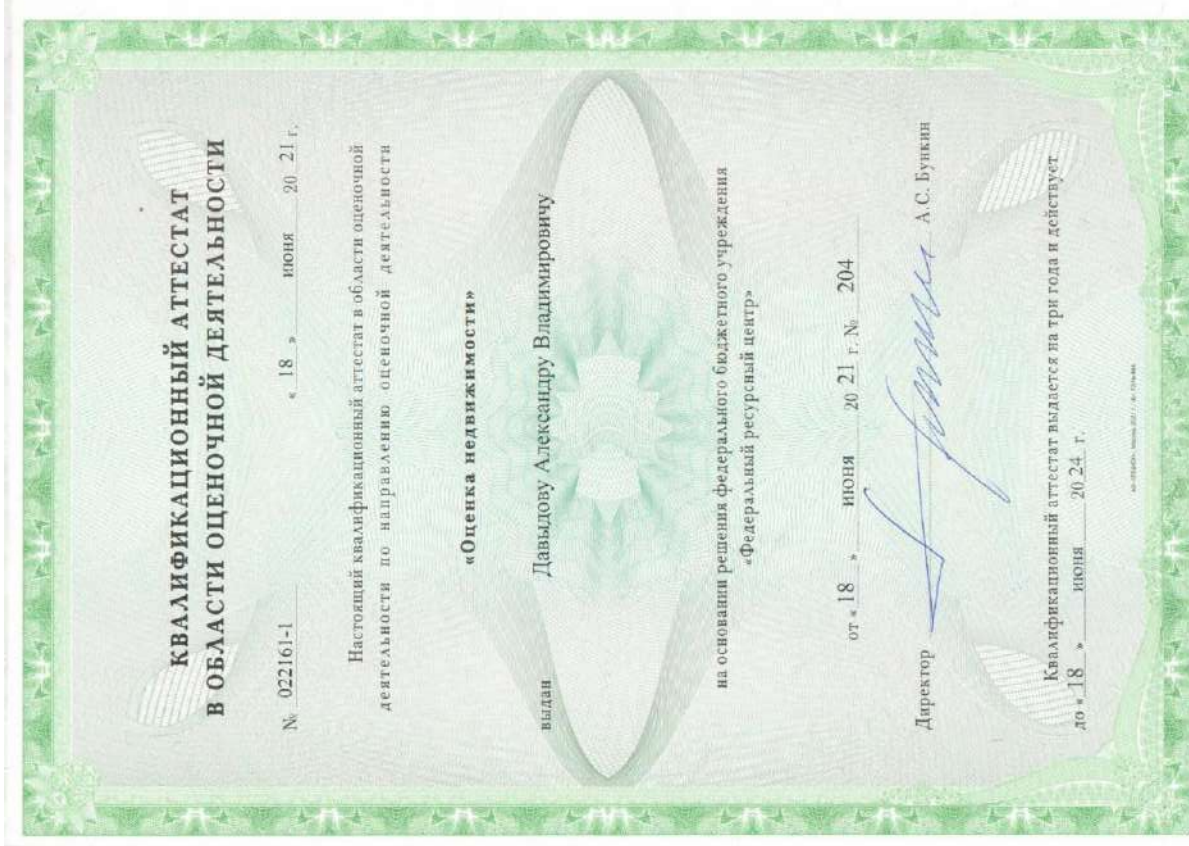 КВАЛИФИКАЦИОННЫЙ АТТЕСТАТ
В ОБЛАСТИ ОЦЕНОЧНОЙ ДЕЯТЕЛЬНОСТИ
№ 022161-1 « 18 » июня 20 21 г.
Настоящий квалификационный аттестат в области оценочной
деятельности по направлению оценочной деятельности
«Оценка недвижимости»
выдан Давыдову Александру Владимировичу
на основании решения федерального бюджетного учреждения
«Федеральный ресурсный центр»
от « 18 » июня 20 21 г. № 204
Директор А.С. Бункин
Квалификационный аттестат выдается на три года и действует
до « 18 » июня 20 24 г.